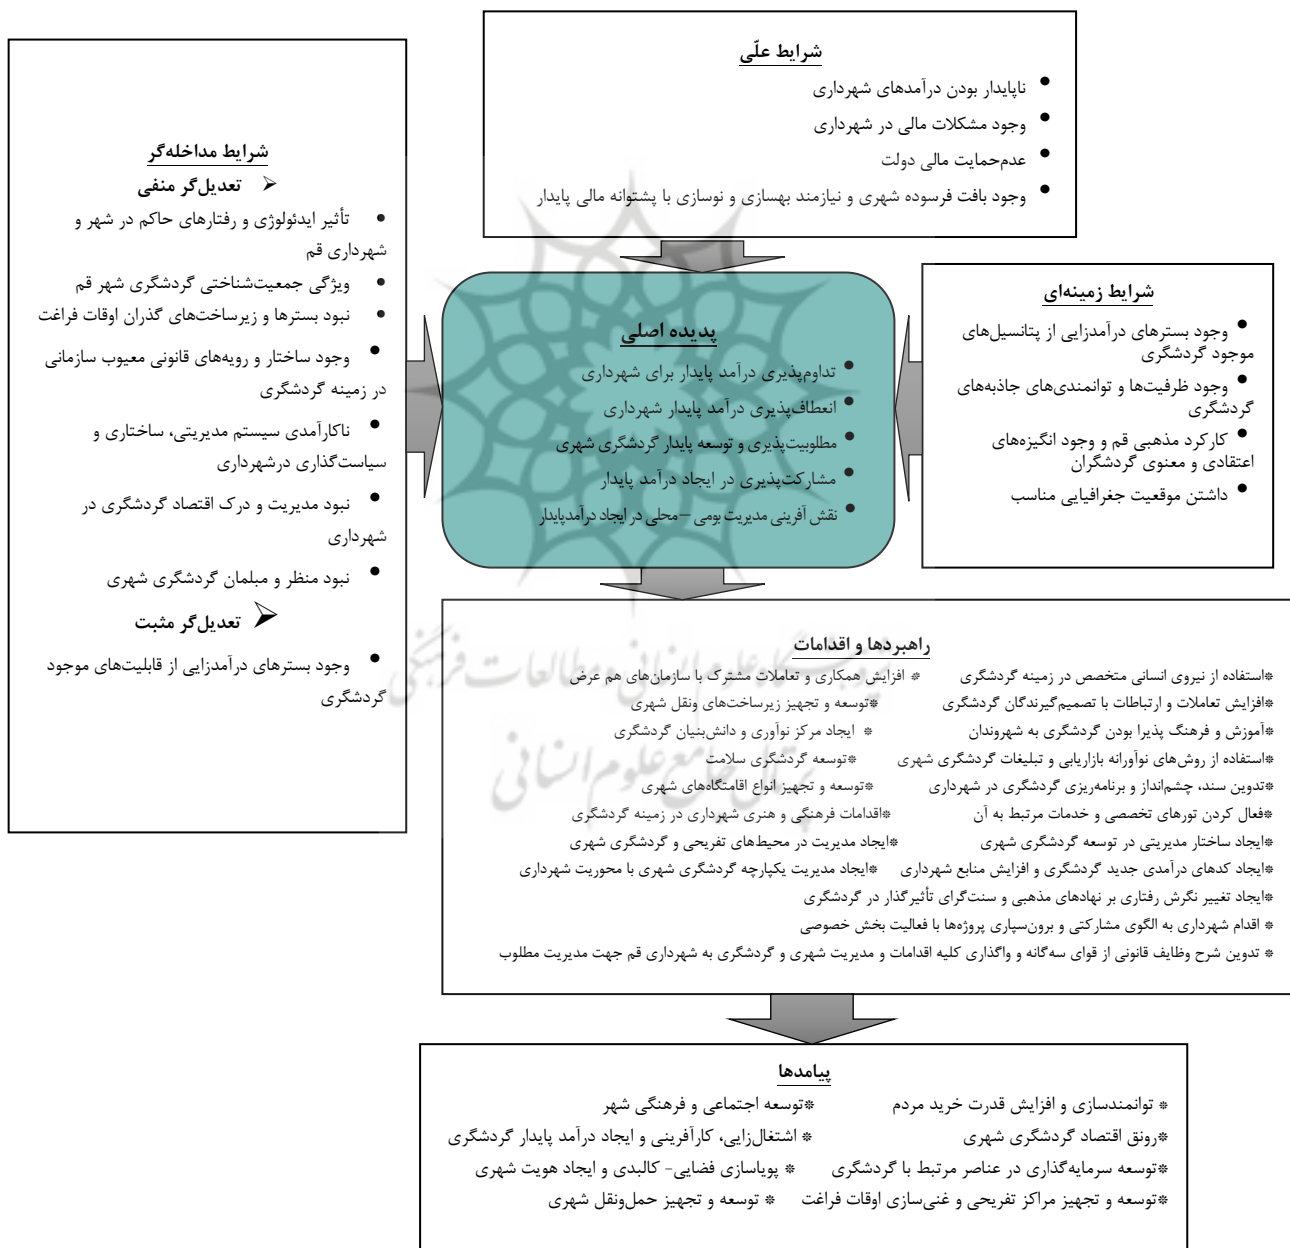 شرایط علّی
● ناپایدار بودن درآمدهای شهرداری
● وجود مشکلات مالی در شهرداری
● عدم‌حمایت مالی دولت
● وجود بافت فرسوده شهری و نیازمند بهسازی و نوسازی با پشتوانه مالی پایدار
شرایط مداخله‌گر
➢ تعدیل‌گر منفی
● تأثیر ایدئولوژی و رفتارهای حاکم در شهر و
شهرداری قم
● ویژگی جمعیت‌شناختی گردشگری شهر قم
● نبود بسترها و زیرساخت‌های گذران اوقات فراغت
● وجود ساختار و رویه‌های قانونی معیوب سازمانی
در زمینه گردشگری
● ناکارآمدی سیستم مدیریتی، ساختاری و
سیاست‌گذاری درشهرداری
● نبود مدیریت و درک اقتصاد گردشگری در
شهرداری
● نبود منظر و مبلمان گردشگری شهری
➢ تعدیل‌گر مثبت
● وجود بسترهای درآمدزایی از قابلیت‌های موجود
گردشگری
شرایط زمینه‌ای
● وجود بسترهای درآمدزایی از پتانسیل‌های
موجود گردشگری
● وجود ظرفیت‌ها و توانمندی‌های جاذبه‌های
گردشگری
● کارکرد مذهبی قم و وجود انگیزه‌های
اعتقادی و معنوی گردشگران
● داشتن موقعیت جغرافیایی مناسب
پدیده اصلی
● تداوم‌پذیری درآمد پایدار برای شهرداری
● انعطاف‌پذیری درآمد پایدار شهرداری
● مطلوبیت‌پذیری و توسعه پایدار گردشگری شهری
● مشارکت‌پذیری در ایجاد درآمد پایدار
● نقش آفرینی مدیریت بومی –محلی در ایجاد درآمدپایدار
راهبردها و اقدامات
*استفاده از نیروی انسانی متخصص در زمینه گردشگری * افزایش همکاری و تعاملات مشترک با سازمان‌های هم عرض
*افزایش تعاملات و ارتباطات با تصمیم‌گیرندگان گردشگری *توسعه و تجهیز زیرساخت‌های ونقل شهری
*آموزش و فرهنگ پذیرا بودن گردشگری به شهروندان * ایجاد مرکز نوآوری و دانش‌بنیان گردشگری
*استفاده از روش‌های نوآورانه بازاریابی و تبلیغات گردشگری شهری *توسعه گردشگری سلامت
*تدوین سند، چشم‌انداز و برنامه‌ریزی گردشگری در شهرداری *توسعه و تجهیز انواع اقامتگاه‌های شهری
*فعال کردن تورهای تخصصی و خدمات مرتبط به آن *اقدامات فرهنگی و هنری شهرداری در زمینه گردشگری
*ایجاد ساختار مدیریتی در توسعه گردشگری شهری *ایجاد مدیریت در محیط‌های تفریحی و گردشگری شهری
*ایجاد کدهای درآمدی جدید گردشگری و افزایش منابع شهرداری *ایجاد مدیریت یکپارچه گردشگری شهری با محوریت شهرداری
*ایجاد تغییر نگرش رفتاری بر نهادهای مذهبی و سنت‌گرای تأثیرگذار در گردشگری
* اقدام شهرداری به الگوی مشارکتی و برون‌سپاری پروژه‌ها با فعالیت بخش خصوصی
* تدوین شرح وظایف قانونی از قوای سه‌گانه و واگذاری کلیه اقدامات و مدیریت شهری و گردشگری به شهرداری قم جهت مدیریت مطلوب
پژوهشگاه علوم انسانی و مطالعات فرهنگی
پرتال جامع علوم انسانی
پیامدها
* توانمندسازی و افزایش قدرت خرید مردم *توسعه اجتماعی و فرهنگی شهر
*رونق اقتصاد گردشگری شهری * اشتغال‌زایی، کارآفرینی و ایجاد درآمد پایدار گردشگری
*توسعه سرمایه‌گذاری در عناصر مرتبط با گردشگری * پویاسازی فضایی- کالبدی و ایجاد هویت شهری
*توسعه و تجهیز مراکز تفریحی و غنی‌سازی اوقات فراغت * توسعه و تجهیز حمل‌ونقل شهری